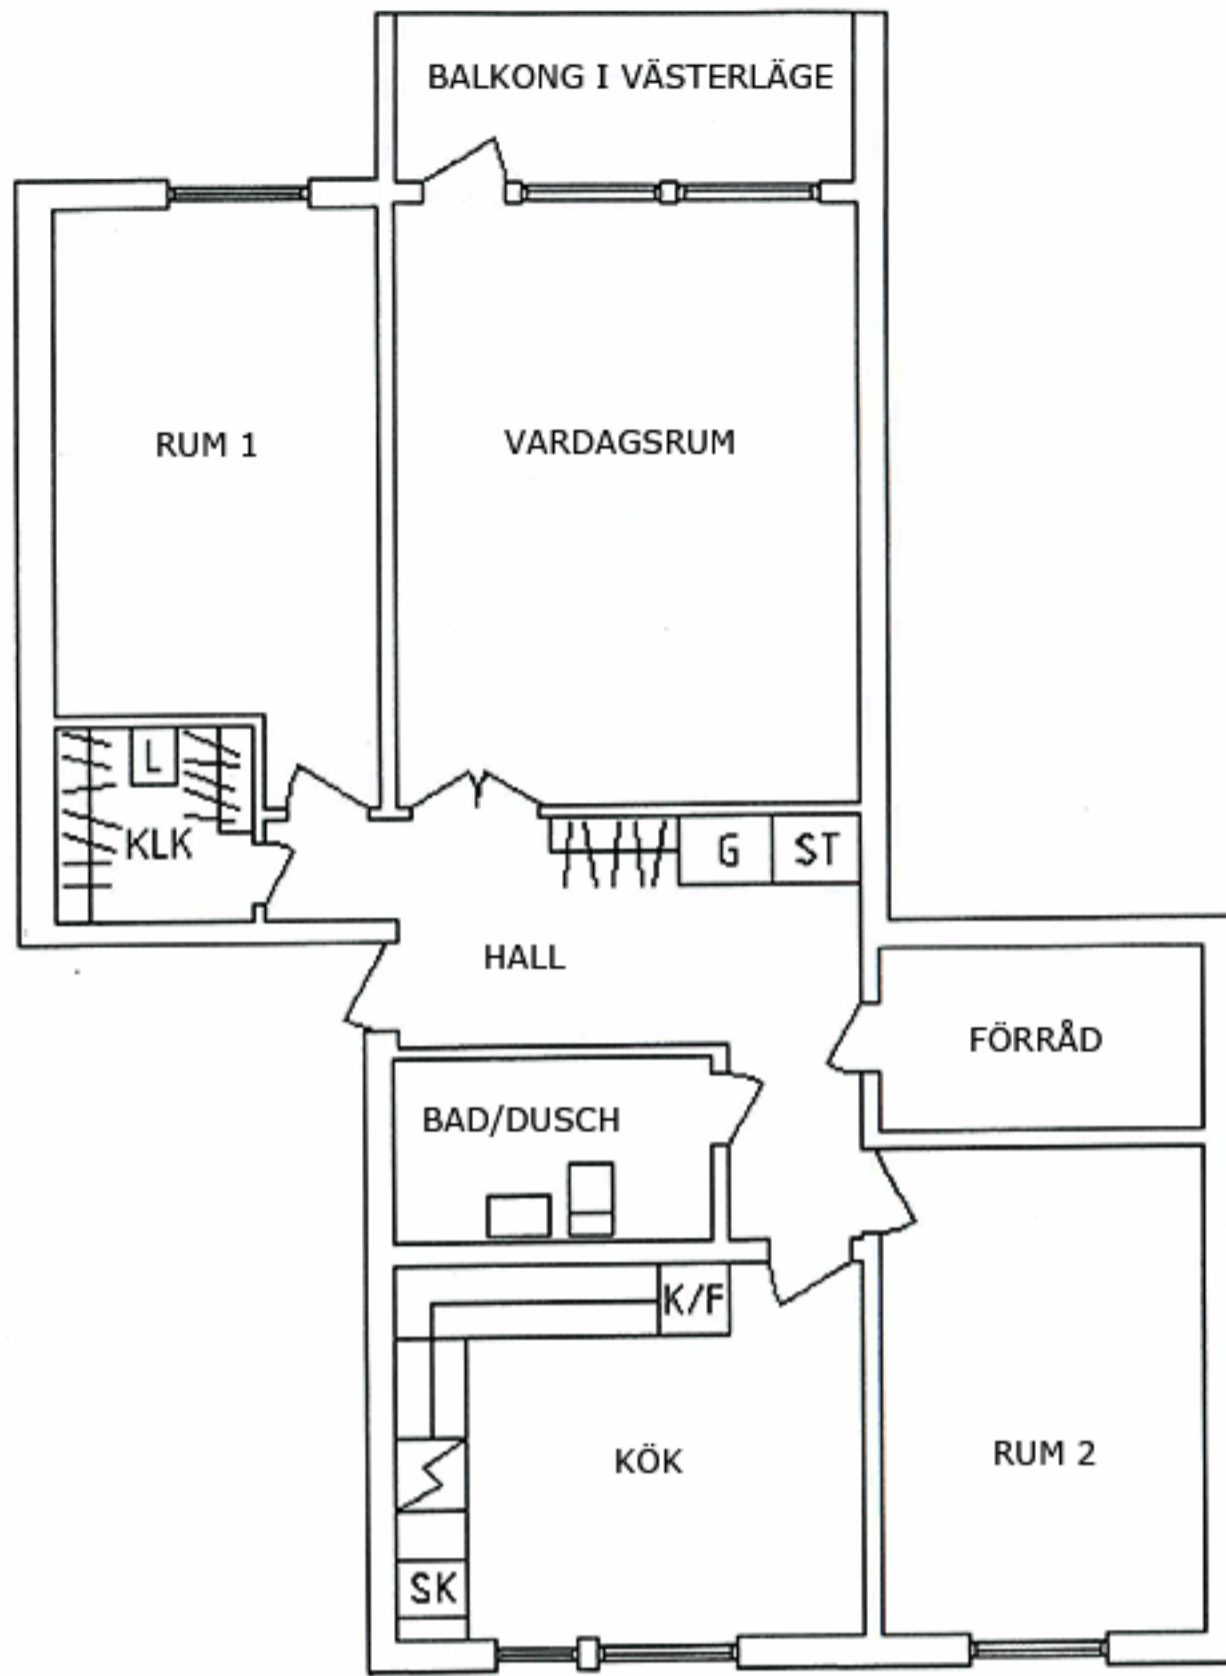 BALKONG I VÄSTERLÄGE
RUM 1
VARDAGSRUM
L
KLK
G
ST
HALL
FÖRRÅD
BAD/DUSCH
K/F
KÖK
RUM 2
SK